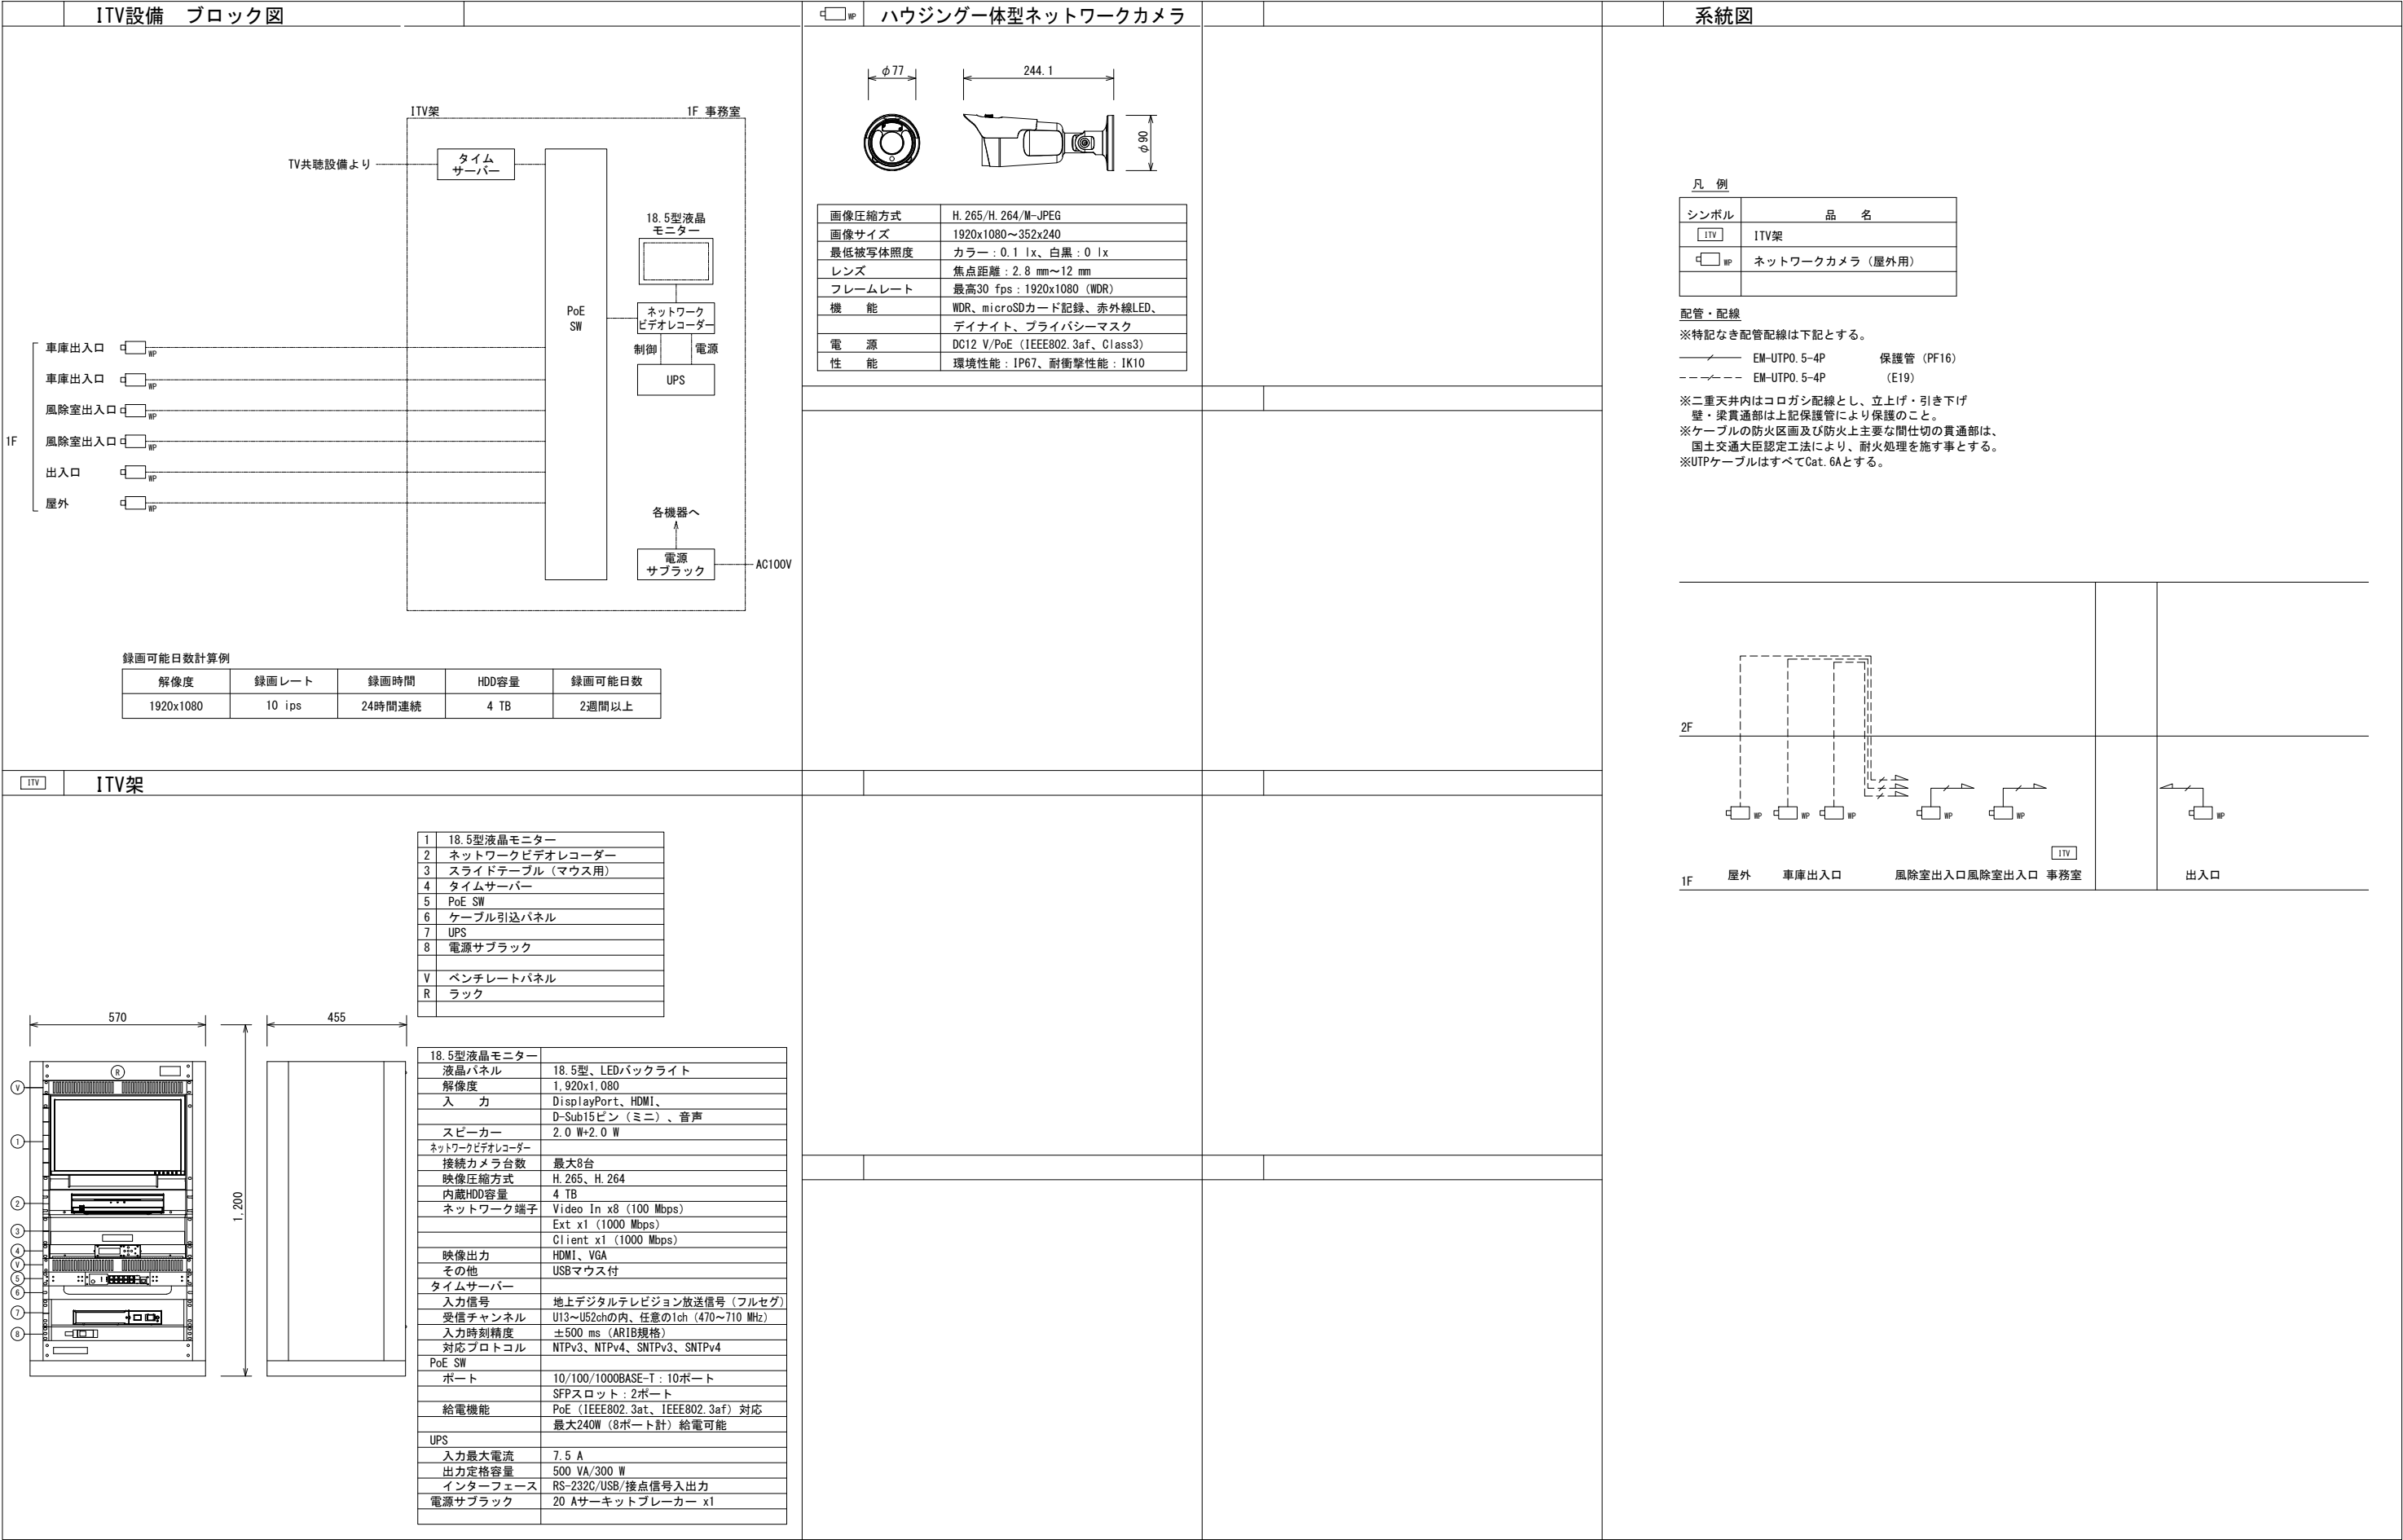 ITV設備　ブロック図
ITV架
1F 事務室
TV共聴設備より
タイム
サーバー
18.5型液晶
モニター
PoE
SW
ネットワーク
ビデオレコーダー
制御
電源
UPS
1F
車庫出入口
WP
車庫出入口
WP
風除室出入口
WP
風除室出入口
WP
出入口
WP
屋外
WP
各機器へ
電源
サブラック
AC100V
録画可能日数計算例
解像度 録画レート 録画時間 HDD容量 録画可能日数
1920x1080 10 ips 24時間連続 4 TB 2週間以上
ITV
ITV架
1 18.5型液晶モニター
2 ネットワークビデオレコーダー
3 スライドテーブル（マウス用）
4 タイムサーバー
5 PoE SW
6 ケーブル引込パネル
7 UPS
8 電源サブラック
V ベンチレートパネル
R ラック
570
455
1,200
R
V
1
2
3
4
V
5
6
7
8
18.5型液晶モニター
液晶パネル 18.5型、LEDバックライト
解像度 1,920x1,080
入　力 DisplayPort、HDMI、
D-Sub15ピン（ミニ）、音声
スピーカー 2.0 W+2.0 W
ネットワークビデオレコーダー
接続カメラ台数 最大8台
映像圧縮方式 H.265、H.264
内蔵HDD容量 4 TB
ネットワーク端子 Video In x8（100 Mbps）
Ext x1（1000 Mbps）
Client x1（1000 Mbps）
映像出力 HDMI、VGA
その他 USBマウス付
タイムサーバー
入力信号 地上デジタルテレビジョン放送信号（フルセグ）
受信チャンネル U13～U52chの内、任意の1ch（470～710 MHz）
入力時刻精度 ±500 ms（ARIB規格）
対応プロトコル NTPv3、NTPv4、SNTPv3、SNTPv4
PoE SW
ポート 10/100/1000BASE-T：10ポート
SFPスロット：2ポート
給電機能 PoE（IEEE802.3at、IEEE802.3af）対応
最大240W（8ポート計）給電可能
UPS
入力最大電流 7.5 A
出力定格容量 500 VA/300 W
インターフェース RS-232C/USB/接点信号入出力
電源サブラック 20 Aサーキットブレーカー x1
WP
ハウジング一体型ネットワークカメラ
φ77
244.1
φ90
画像圧縮方式 H.265/H.264/M-JPEG
画像サイズ 1920x1080～352x240
最低被写体照度 カラー：0.1 lx、白黒：0 lx
レンズ 焦点距離：2.8 mm～12 mm
フレームレート 最高30 fps：1920x1080（WDR）
機　能 WDR、microSDカード記録、赤外線LED、
デイナイト、プライバシーマスク
電　源 DC12 V/PoE（IEEE802.3af、Class3）
性　能 環境性能：IP67、耐衝撃性能：IK10
系統図
凡　例
シンボル 品　名
ITV ITV架
WP ネットワークカメラ（屋外用）
配管・配線
※特記なき配管配線は下記とする。
EM-UTP0.5-4P 保護管（PF16）
EM-UTP0.5-4P （E19）
※二重天井内はコロガシ配線とし、立上げ・引き下げ
壁・梁貫通部は上記保護管により保護のこと。
※ケーブルの防火区画及び防火上主要な間仕切の貫通部は、
国土交通大臣認定工法により、耐火処理を施す事とする。
※UTPケーブルはすべてCat.6Aとする。
2F
WP
WP
WP
WP
WP
WP
ITV
1F
屋外
車庫出入口
風除室出入口
風除室出入口
事務室
出入口